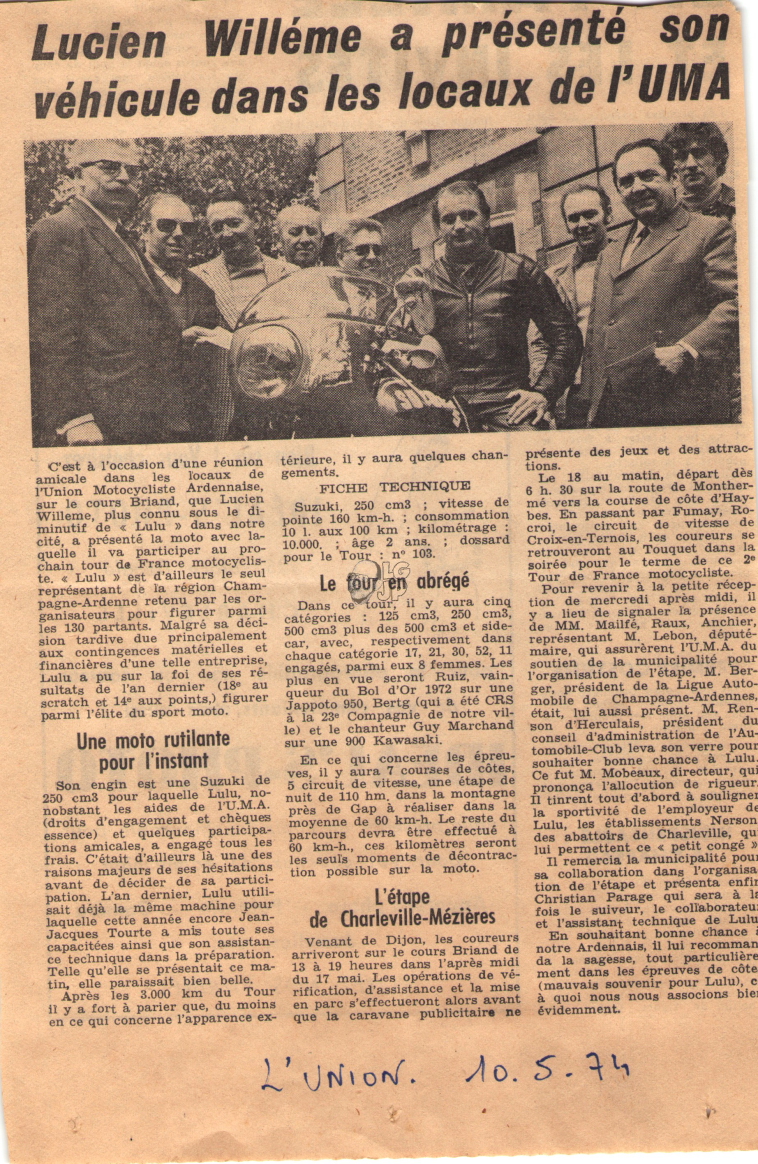 Lucien Willéme a présenté son
véhicule dans les locaux de l'UMA
C'est à l'occasion d'une réunion
amicale dans les locaux de
l'Union Motocycliste Ardennaise,
sur le cours Briand, que Lucien
Willeme, plus connu sous le di-
minutif de « Lulu » dans notre
cité, a présenté la moto avec la-
quelle il va participer au pro-
chain tour de France motocyclis-
te. « Lulu » est d'ailleurs le seul
représentant de la région Cham-
pagne-Ardenne retenu par les or-
ganisateurs pour figurer parmi
les 130 partants. Malgré sa déci-
sion tardive due principalement
aux contingences matérielles et
financières d'une telle entreprise,
Lulu a pu sur la foi de ses ré-
sultats de l'an dernier (18e au
scratch et 14e aux points,) figurer
parmi l'élite du sport moto.
Une moto rutilante
pour l'instant
Son engin est une Suzuki de
250 cm3 pour laquelle Lulu, no-
nobstant les aides de l'U.M.A.
(droits d'engagement et chèques
essence) et quelques participa-
tions amicales, a engagé tous les
frais. C'était d'ailleurs là une des
raisons majeurs de ses hésitations
avant de décider de sa partici-
pation. L'an dernier, Lulu utili-
sait déjà la même machine pour
laquelle cette année encore Jean-
Jacques Tourte a mis toute ses
capacitées ainsi que son assistan-
ce technique dans la préparation.
Telle qu'elle se présentait ce ma-
tin, elle paraissait bien belle.
Après les 3.000 km du Tour
il y a fort à parier que, du moins
en ce qui concerne l'apparence ex-
térieure, il y aura quelques chan-
gements.
FICHE TECHNIQUE
Suzuki, 250 cm3 ; vitesse de
pointe 160 km-h. ; consommation
10 l. aux 100 km ; kilométrage :
10.000, ; âge 2 ans. ; dossard
pour le Tour : n° 103.
Le tour en abrégé
LG
JP
Dans ce tour, il y aura cinq
catégories : 125 cm3, 250 cm3,
500 cm3 plus des 500 cm3 et side-
car, avec, respectivement dans
chaque catégorie 17, 21, 30, 52, 11
engagés, parmi eux 8 femmes. Les
plus en vue seront Ruiz, vain-
queur du Bol d'Or 1972 sur une
Jappoto 950, Bertg (qui a été CRS
à la 23e Compagnie de notre vil-
le) et le chanteur Guy Marchand
sur une 900 Kawasaki.
En ce qui concerne les épreu-
ves, il y aura 7 courses de côtes,
5 circuit de vitesse, une étape de
nuit de 110 km, dans la montagne
près de Gap à réaliser dans la
moyenne de 60 km-h. Le reste du
parcours devra être effectué à
60 km-h., ces kilomètres seront
les seuls moments de décontrac-
tion possible sur la moto.
L'étape
de Charleville-Mézières
Venant de Dijon, les coureurs
arriveront sur le cours Briand de
13 à 19 heures dans l'après midi
du 17 mai. Les opérations de vé-
rification, d'assistance et la mise
en parc s'effectueront alors avant
que la caravane publicitaire ne
présente des jeux et des attrac-
tions.
Le 18 au matin, départ dès
6 h. 30 sur la route de Monther-
mé vers la course de côte d'Hay-
bes. En passant par Fumay, Ro-
croi, le circuit de vitesse de
Croix-en-Ternois, les coureurs se
retrouveront au Touquet dans la
soirée pour le terme de ce 2e
Tour de France motocycliste.
Pour revenir à la petite récep-
tion de mercredi après midi, il
y a lieu de signaler la présence
de MM. Mailfé, Raux, Anchier,
représentant M. Lebon, député-
maire, qui assurèrent l'U.M.A. du
soutien de la municipalité pour
l'organisation de l'étape, M. Ber-
ger, président de la Ligue Auto-
mobile de Champagne-Ardennes,
était, lui aussi présent. M. Ren-
son d'Herculais, président du
conseil d'administration de l'Au-
tomobile-Club leva son verre pour
souhaiter bonne chance à Lulu.
Ce fut M. Mobeaux, directeur, qui
prononça l'allocution de rigueur.
Il tinrent tout d'abord à souligner
la sportivité de l'employeur de
Lulu, les établissements Nerson
des abattoirs de Charleville, qui
lui permettent ce « petit congé »
Il remercia la municipalité pour
sa collaboration dans l'organisa-
tion de l'étape et présenta enfin
Christian Parage qui sera à la
fois le suiveur, le collaborateur
et l'assistant technique de Lulu
En souhaitant bonne chance à
notre Ardennais, il lui recomman-
da la sagesse, tout particulière-
ment dans les épreuves de côte
(mauvais souvenir pour Lulu), c
à quoi nous nous associons bien
évidemment.
L'UNION. 10.5.74